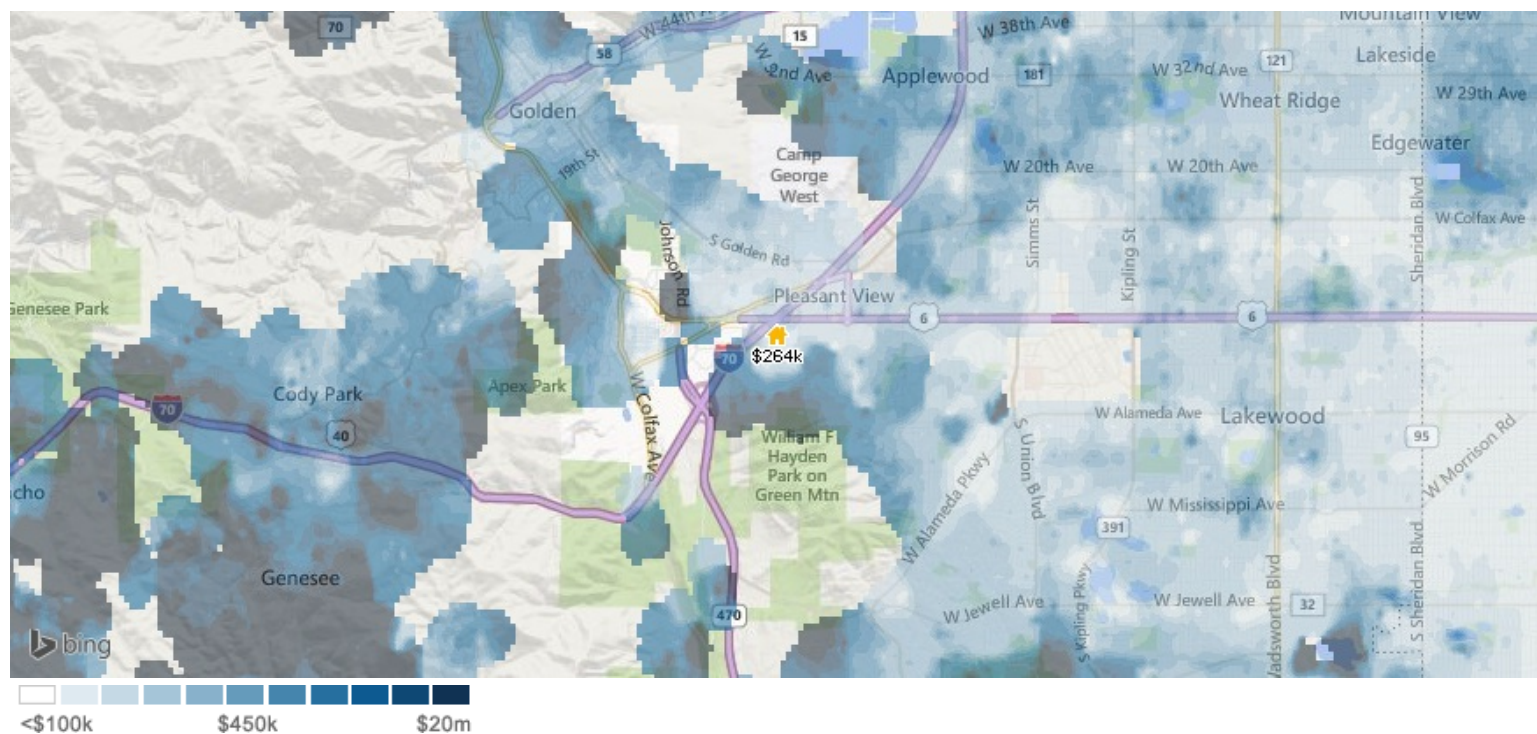 70
W 44th A
58
15
W 38th Ave
Mountain View
W 2nd Ave
Applewood
181
W 32nd Ave
121
Lakeside
Golden
Wheat Ridge
W 29th Ave
19th St
Camp
George
West
W 20th Ave
W 20th Ave
Edgewater
Johnson Rd
S Golden Rd
Simms St
Kipling St
Sheridan Blvd
W Colfax Ave
Genesee Park
Pleasant View
6
6
$264k
70
Cody Park
Apex Park
W Colfax Ave
70
40
W Alameda Ave
Lakewood
95
William F
Hayden
Park on
Green Mtn
S Union Blvd
W Alameda Pkwy
W Morrison Rd
cho
W Mississippi Ave
391
Genesee
470
W Jewell Ave
S Kipling Pkwy
W Jewell Ave
Wadsworth Blvd
32
S Sheridan Blvd
bing
<$100k
$450k
$20m